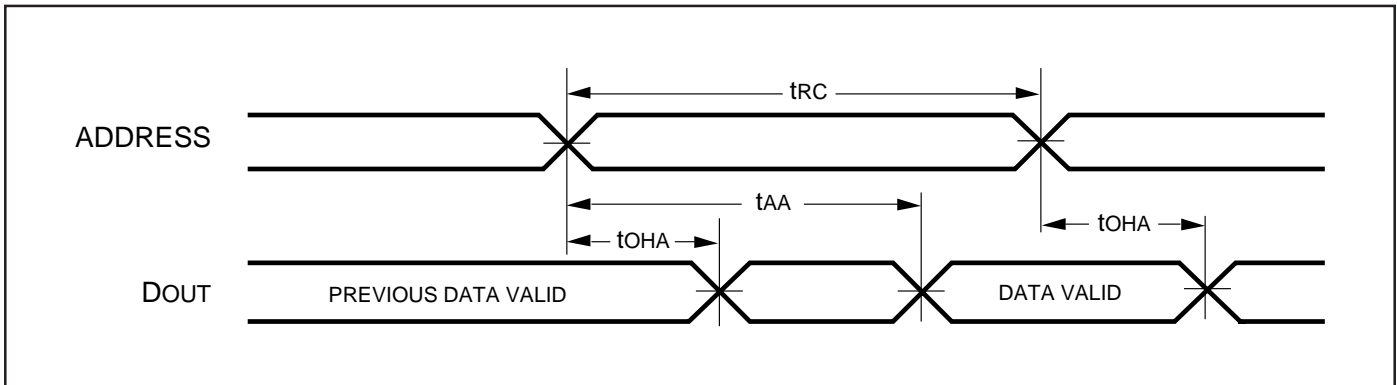 tRC
ADDRESS
tAA
tOHA
tOHA
DOUT
PREVIOUS DATA VALID
DATA VALID